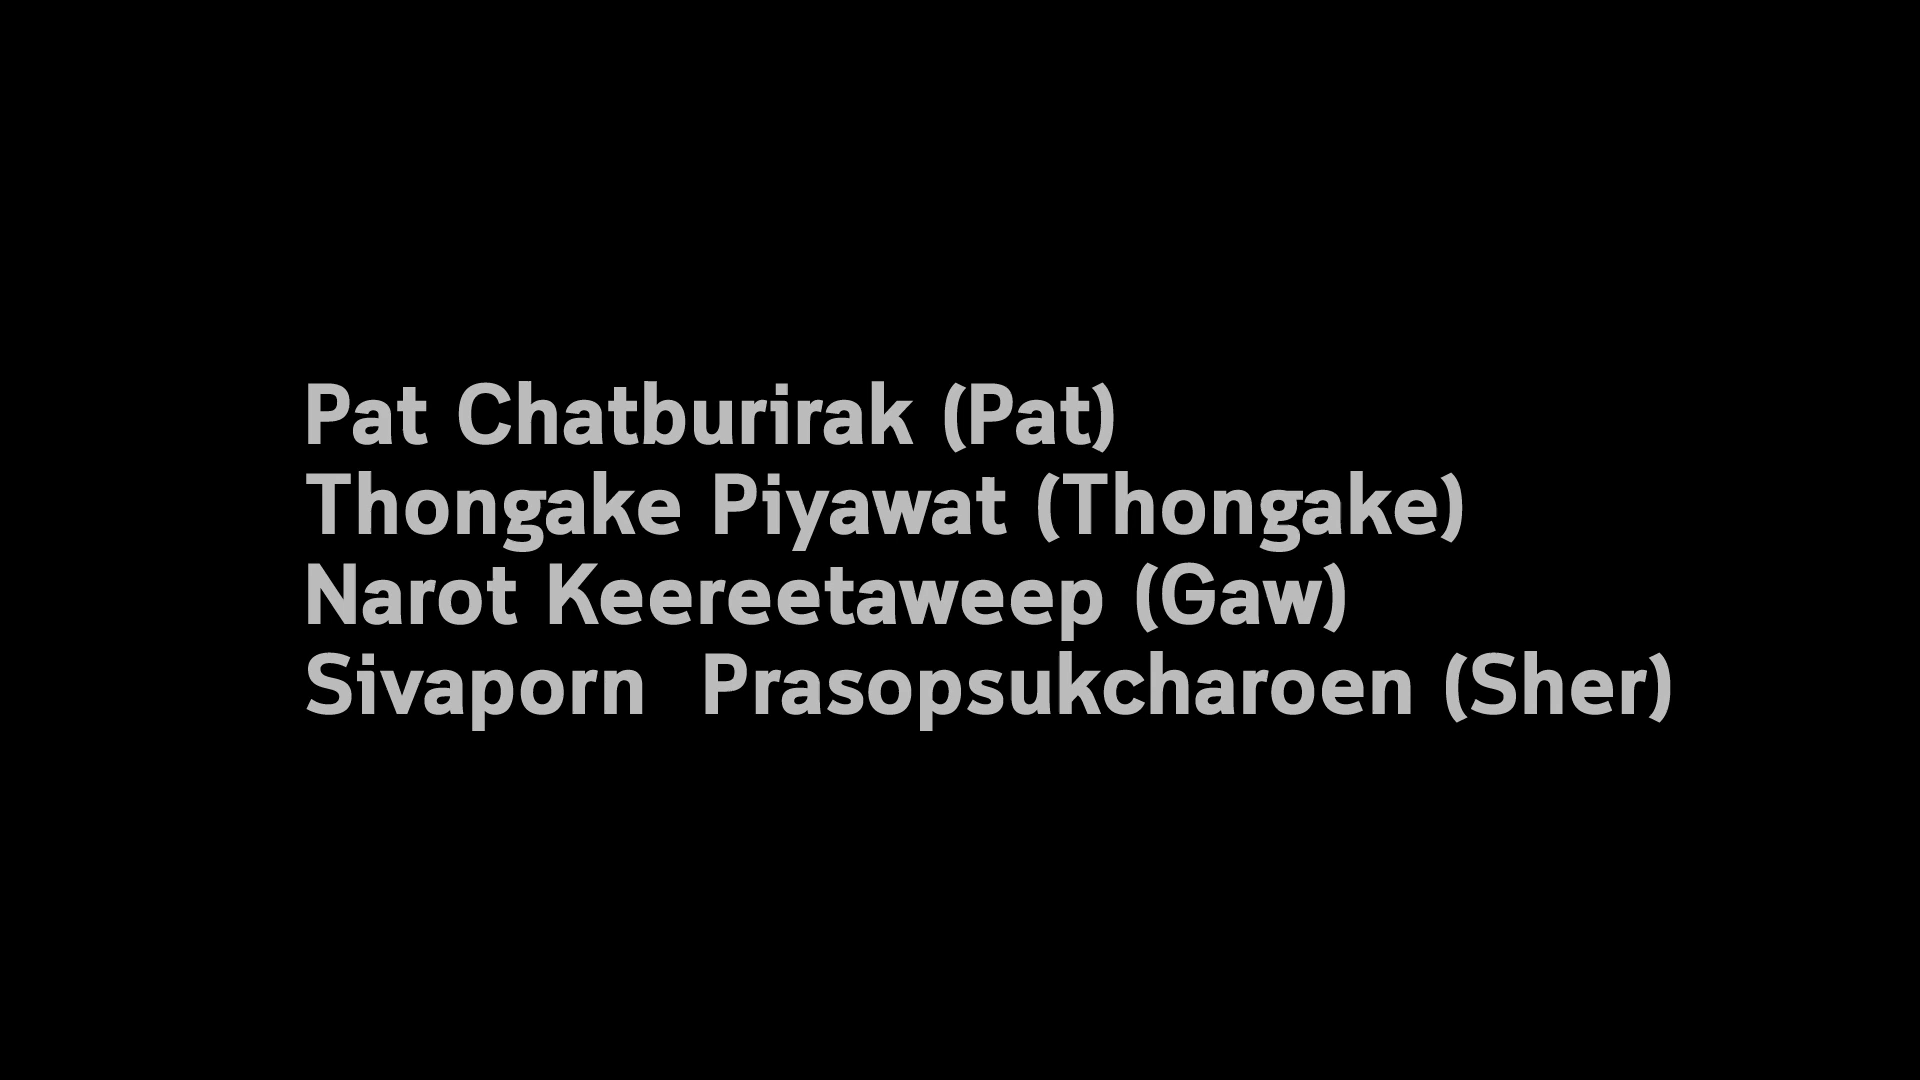 Pat Chatburirak (Pat)
Thongake Piyawat (Thongake)
Narot Keereetaweep (Gaw)
Sivaporn  Prasopsukcharoen (Sher)